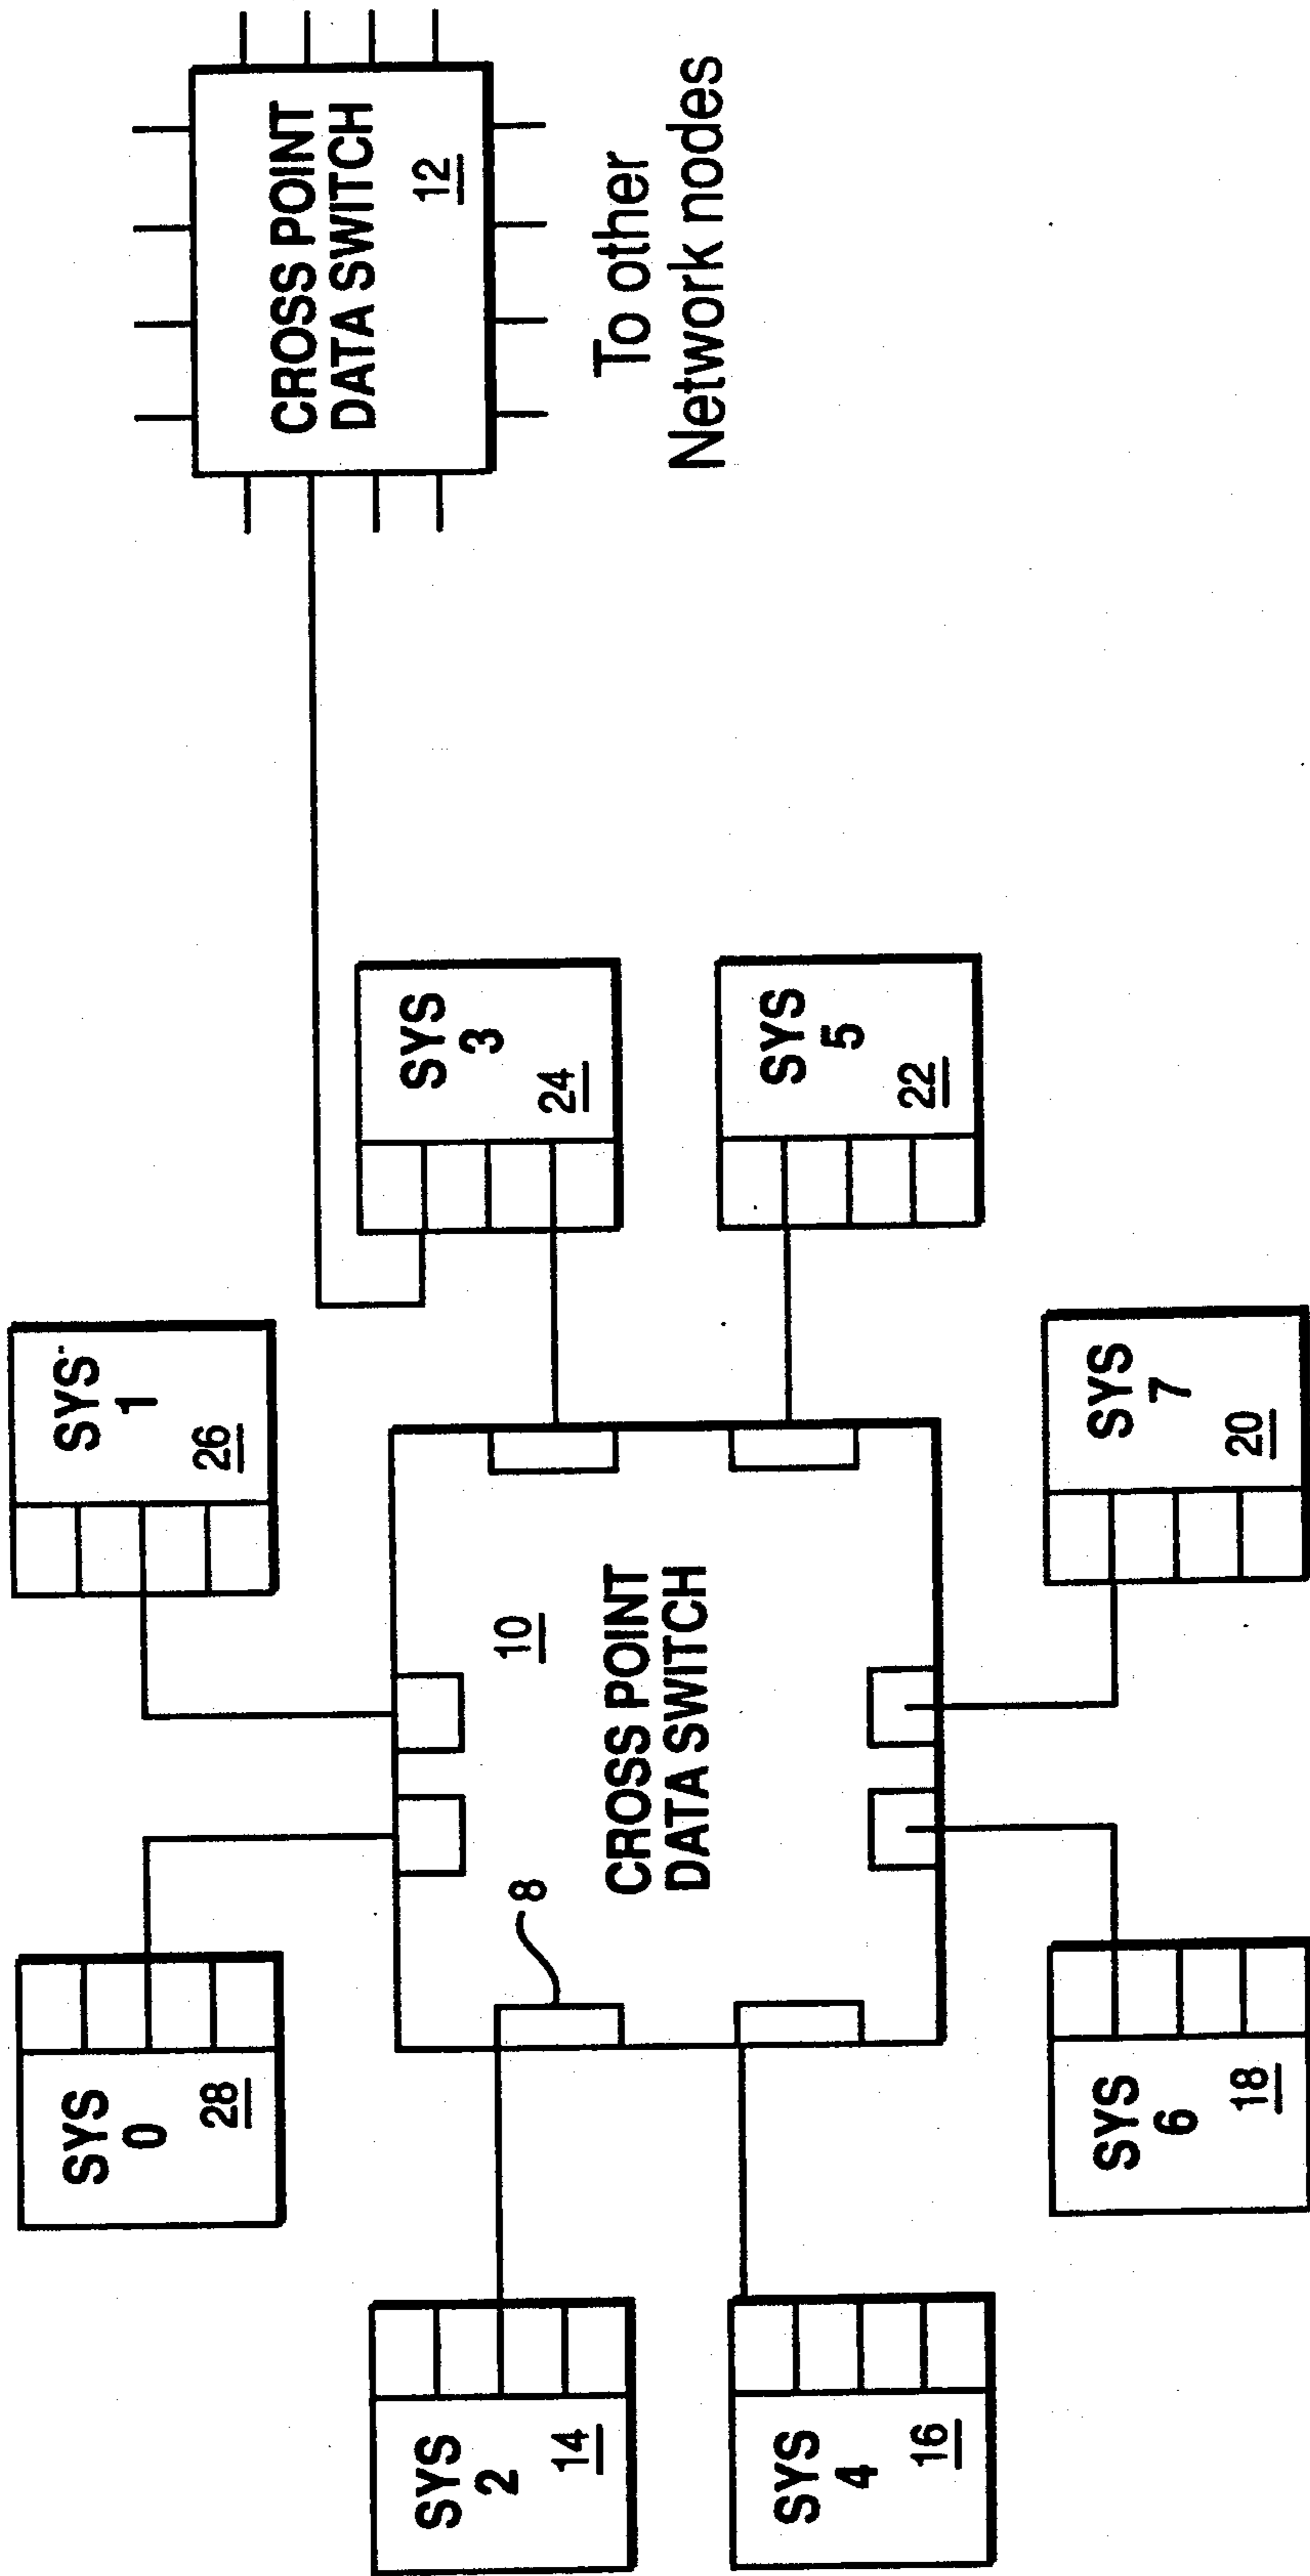 SYS
0
28
SYS
1
26
CROSS POINT
DATA SWITCH
12
To other
Network nodes
SYS
2
14
8
10
CROSS POINT
DATA SWITCH
SYS
3
24
SYS
4
16
SYS
5
22
SYS
6
18
SYS
7
20